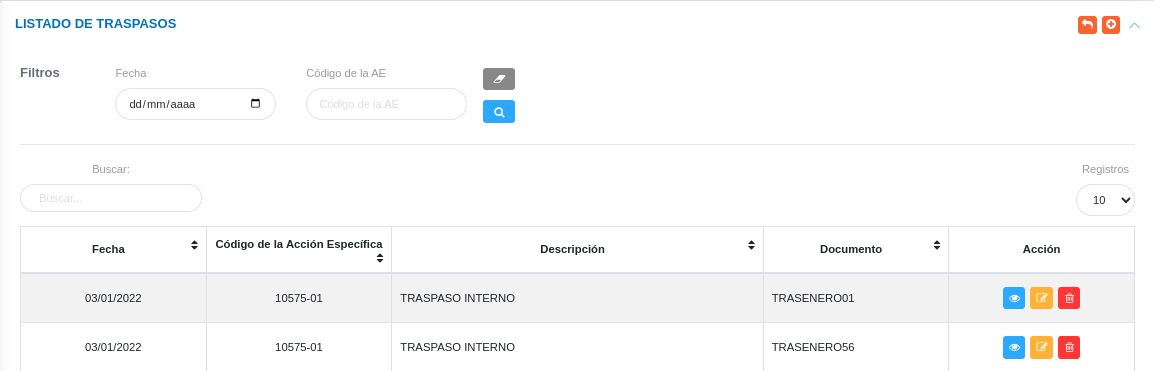 LISTADO DE TRASPASOS
Filtros
Fecha
Código de la AE
dd/mm/aaaa
Código de la AE
Buscar:
Registros
Buscar...
10
Fecha
Código de la Acción Específica
Descripción
Documento
Acción
03/01/2022
10575-01
TRASPASO INTERNO
TRASENERO01
03/01/2022
10575-01
TRASPASO INTERNO
TRASENERO56